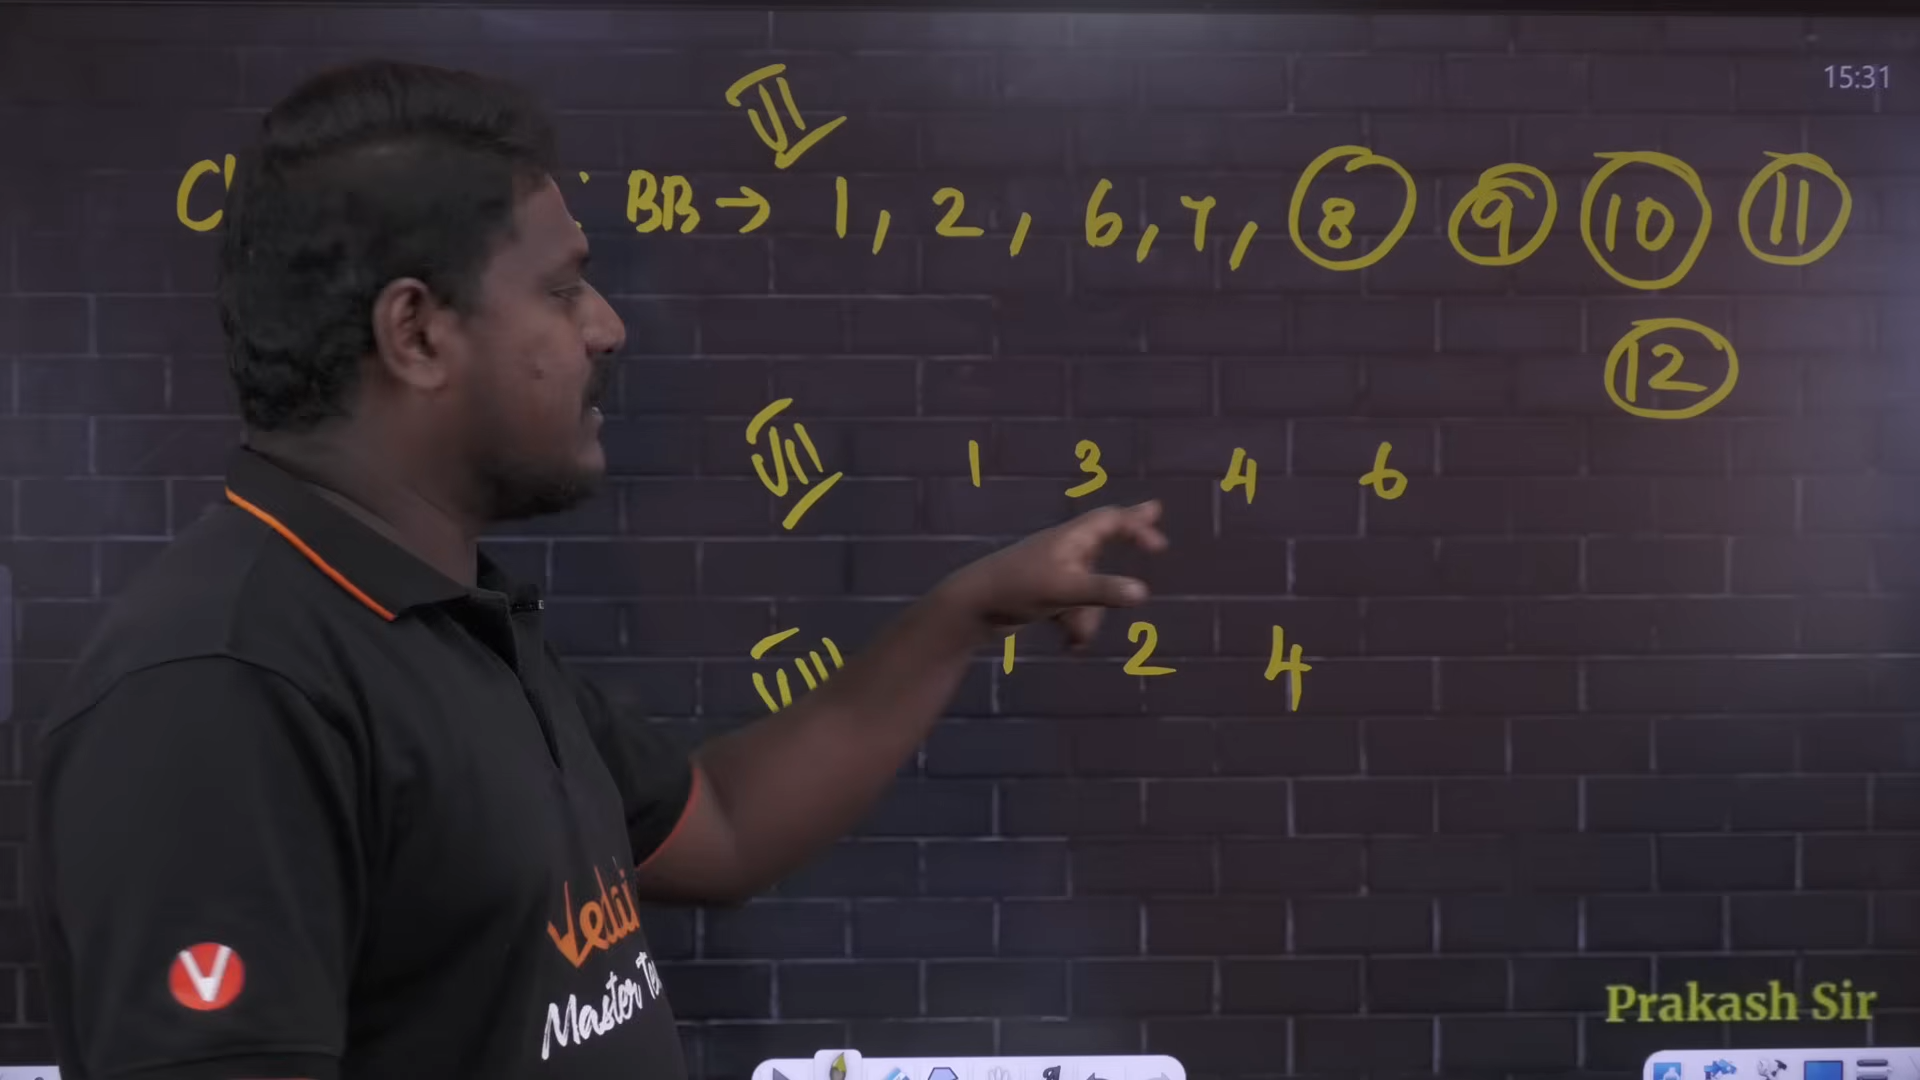 15:31
VI
BB → 1, 2, 6, 7, 8 9 10 11
12
VII 1 3 4 6
VIII 1 2 4
V
Master
Prakash Sir